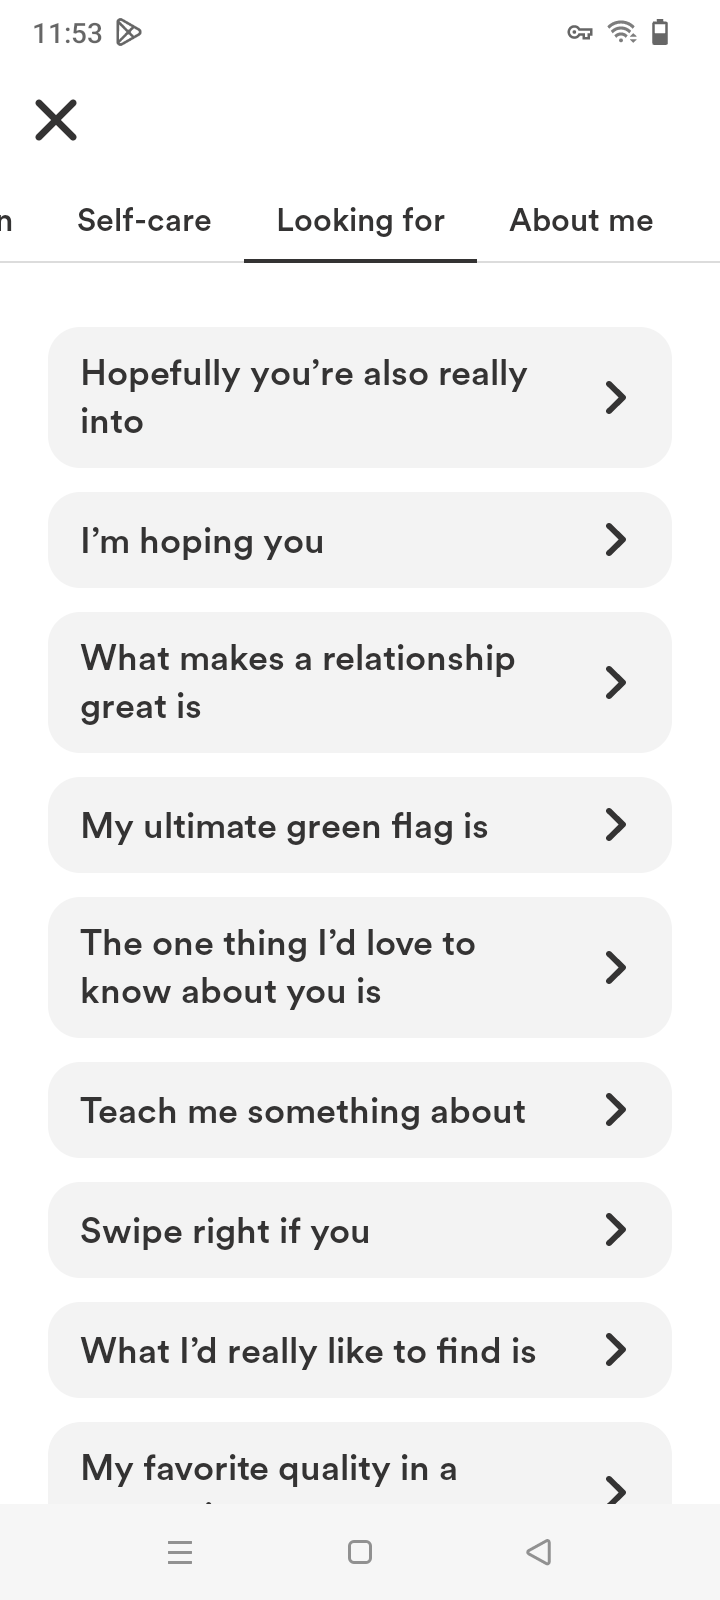 11:53
n Self-care Looking for About me
Hopefully you’re also really
into
I’m hoping you
What makes a relationship
great is
My ultimate green flag is
The one thing I’d love to
know about you is
Teach me something about
Swipe right if you
What I’d really like to find is
My favorite quality in a